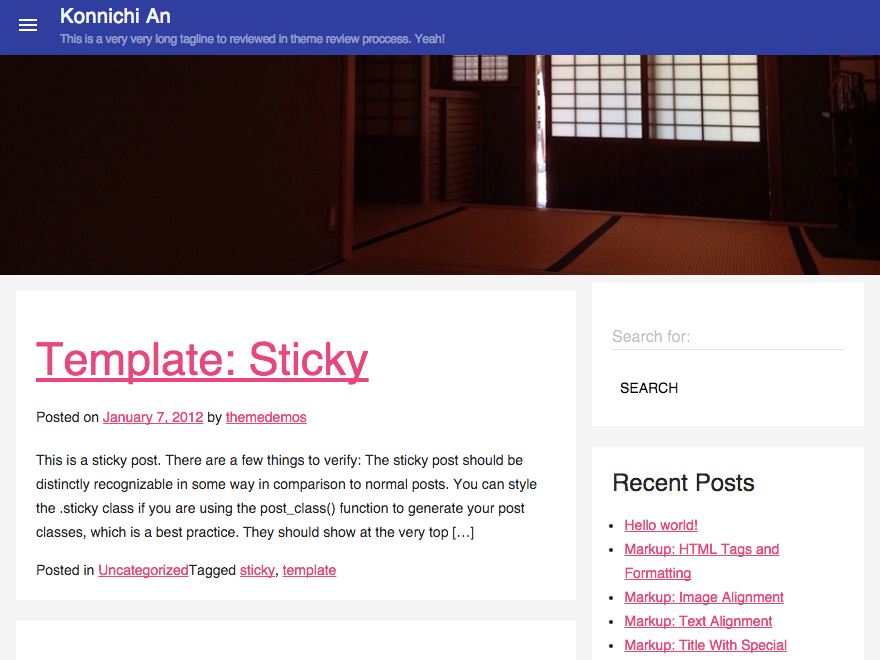 Konnichi An
This is a very very long tagline to reviewed in theme review proccess. Yeah!
Template: Sticky
Posted on January 7, 2012 by themedemos
This is a sticky post. There are a few things to verify: The sticky post should be
distinctly recognizable in some way in comparison to normal posts. You can style
the .sticky class if you are using the post_class() function to generate your post
classes, which is a best practice. They should show at the very top […]
Posted in UncategorizedTagged sticky, template
Search for:
SEARCH
Recent Posts
Hello world!
Markup: HTML Tags and
Formatting
Markup: Image Alignment
Markup: Text Alignment
Markup: Title With Special